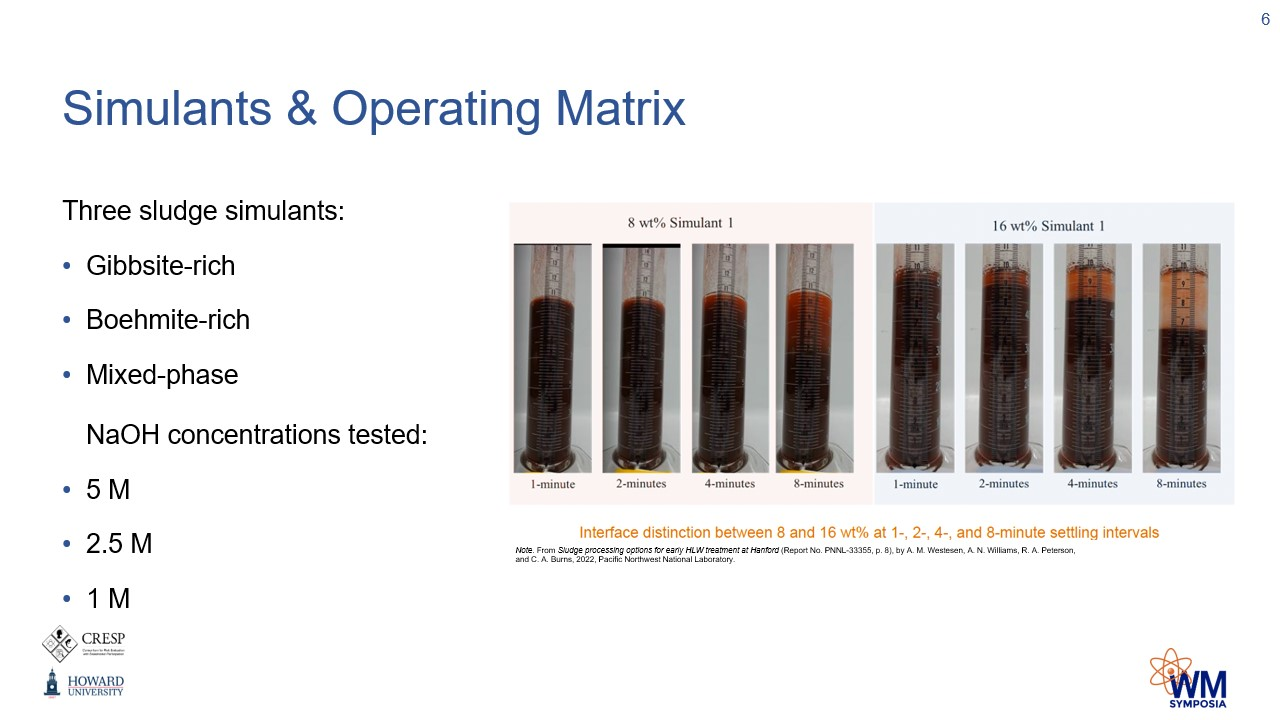 6
Simulants & Operating Matrix
Three sludge simulants:
• Gibbsite-rich
• Boehmite-rich
• Mixed-phase
NaOH concentrations tested:
• 5 M
• 2.5 M
• 1 M
8 wt% Simulant 1
1-minute 2-minutes 4-minutes 8-minutes
16 wt% Simulant 1
1-minute 2-minutes 4-minutes 8-minutes
Interface distinction between 8 and 16 wt% at 1-, 2-, 4-, and 8-minute settling intervals
Note. From Sludge processing options for early HLW treatment at Hanford (Report No. PNNL-33355, p. 8), by A. M. Westesen, A. N. Williams, R. A. Peterson,
and C. A. Burns, 2022, Pacific Northwest National Laboratory.
CRESP
HOWARD
UNIVERSITY
WM
SYMPOSIA